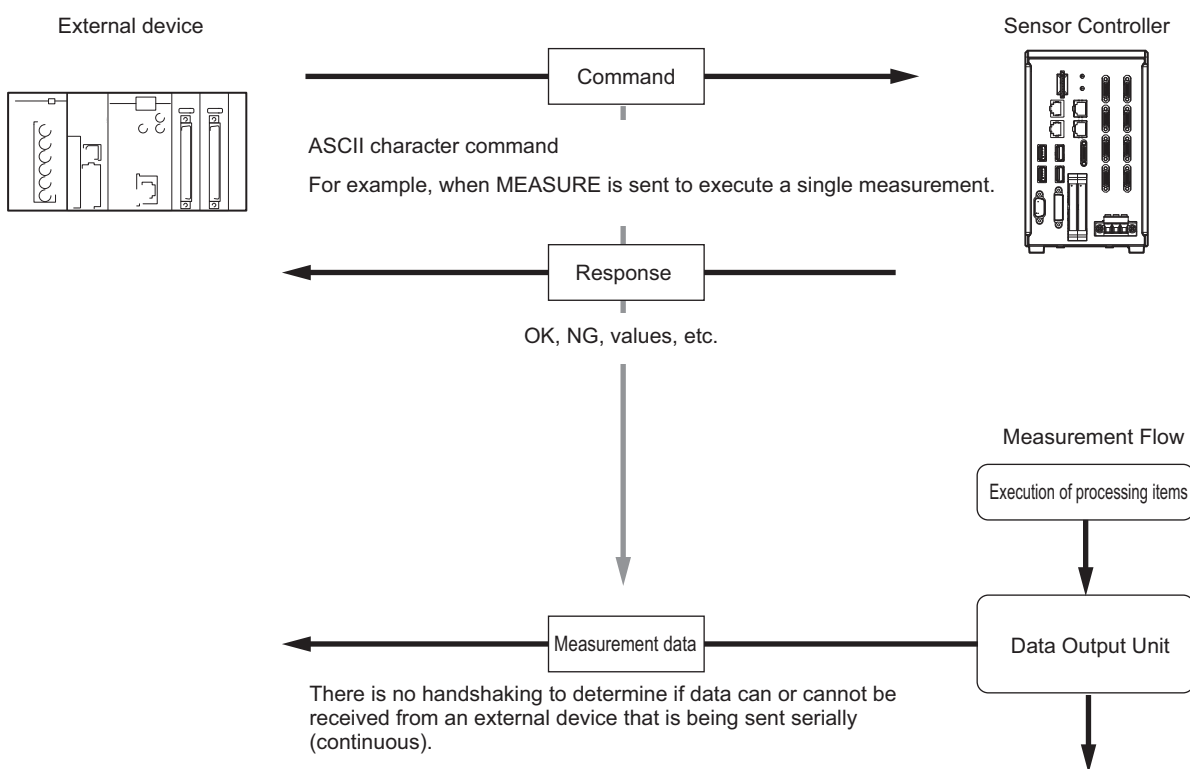 External device
Sensor Controller
Command
ASCII character command
For example, when MEASURE is sent to execute a single measurement.
Response
OK, NG, values, etc.
Measurement Flow
Execution of processing items
Measurement data
Data Output Unit
There is no handshaking to determine if data can or cannot be
received from an external device that is being sent serially
(continuous).